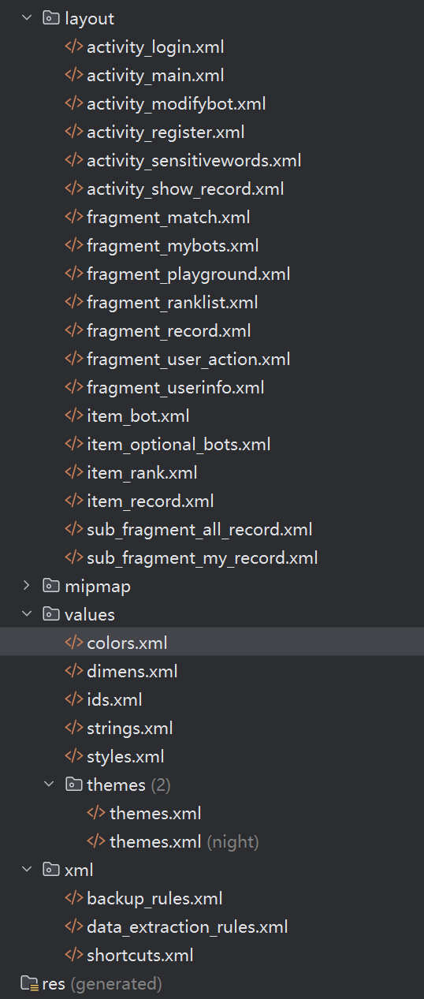 layout
activity_login.xml
activity_main.xml
activity_modifybot.xml
activity_register.xml
activity_sensitivewords.xml
activity_show_record.xml
fragment_match.xml
fragment_mybots.xml
fragment_playground.xml
fragment_ranklist.xml
fragment_record.xml
fragment_user_action.xml
fragment_userinfo.xml
item_bot.xml
item_optional_bots.xml
item_rank.xml
item_record.xml
sub_fragment_all_record.xml
sub_fragment_my_record.xml
mipmap
values
colors.xml
dimens.xml
ids.xml
strings.xml
styles.xml
themes (2)
themes.xml
themes.xml (night)
xml
backup_rules.xml
data_extraction_rules.xml
shortcuts.xml
res (generated)